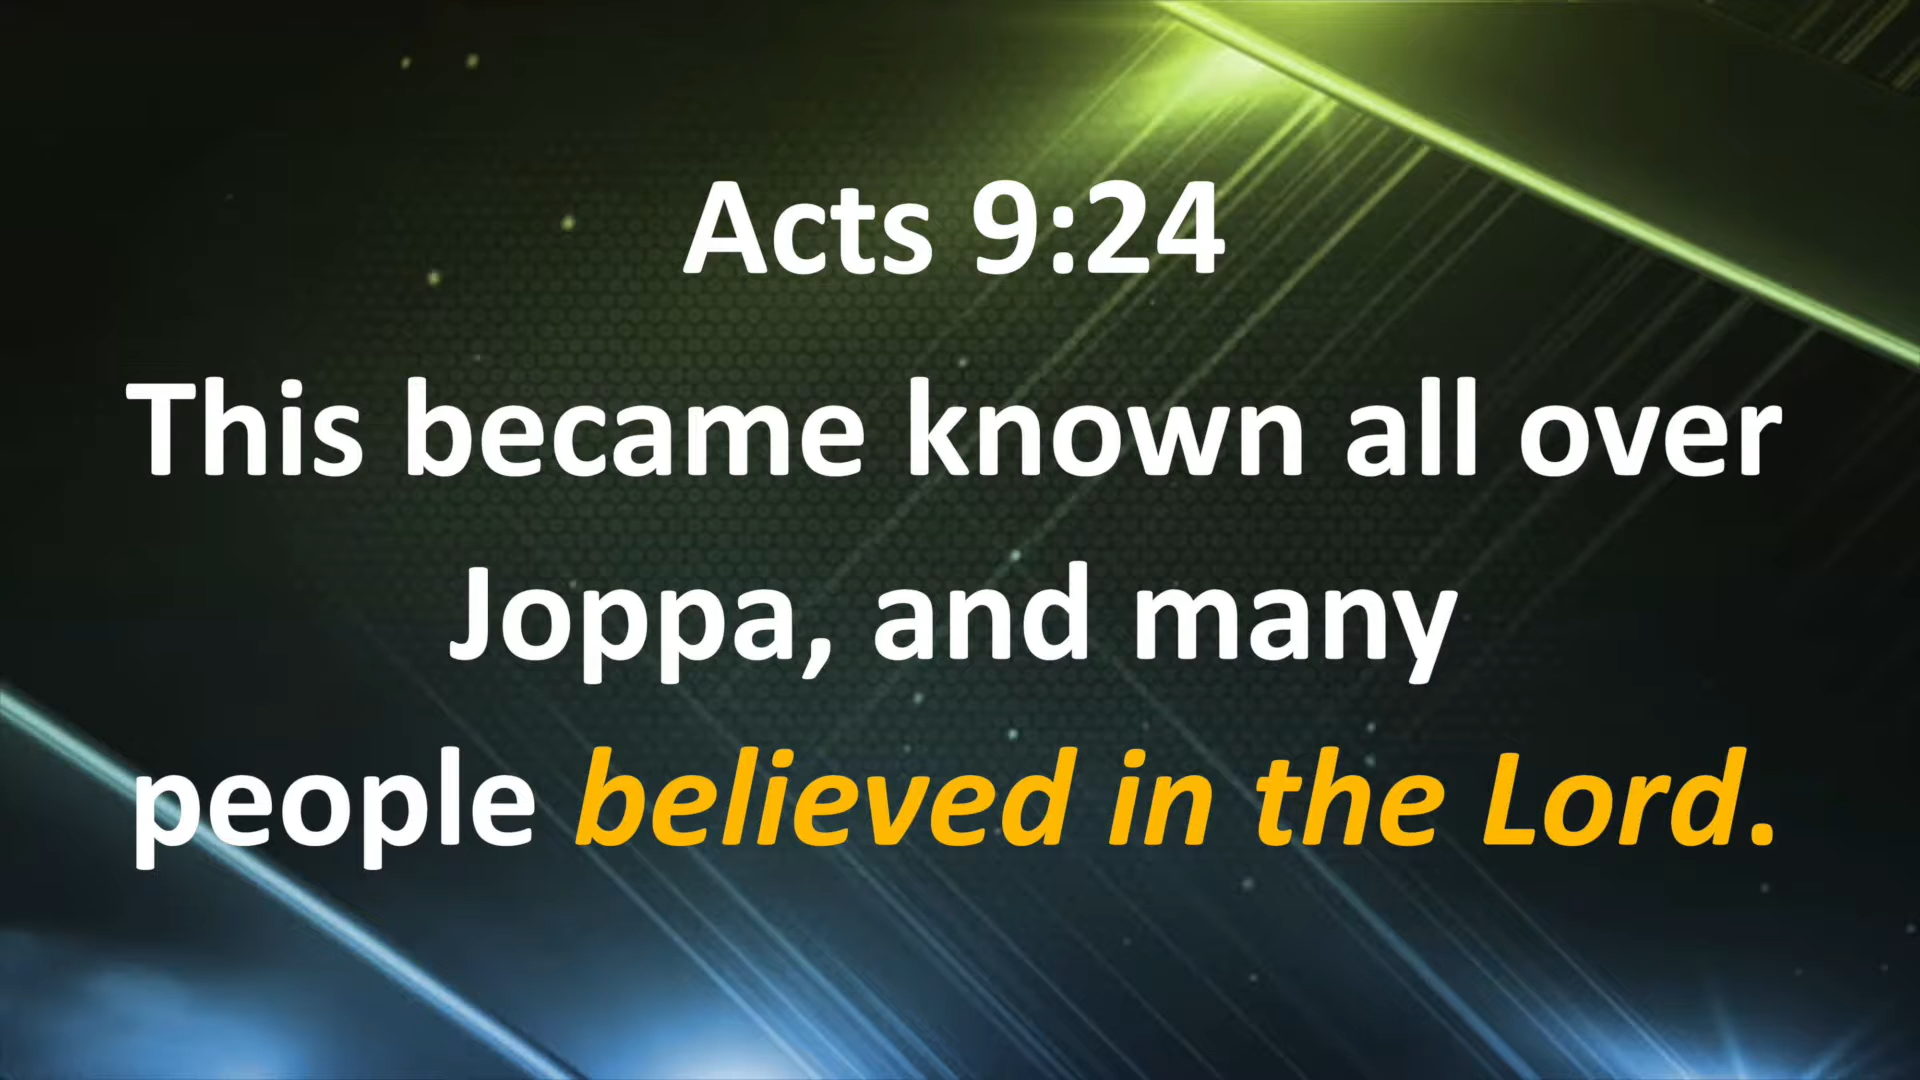 Acts 9:24
This became known all over
Joppa, and many
people believed in the Lord.